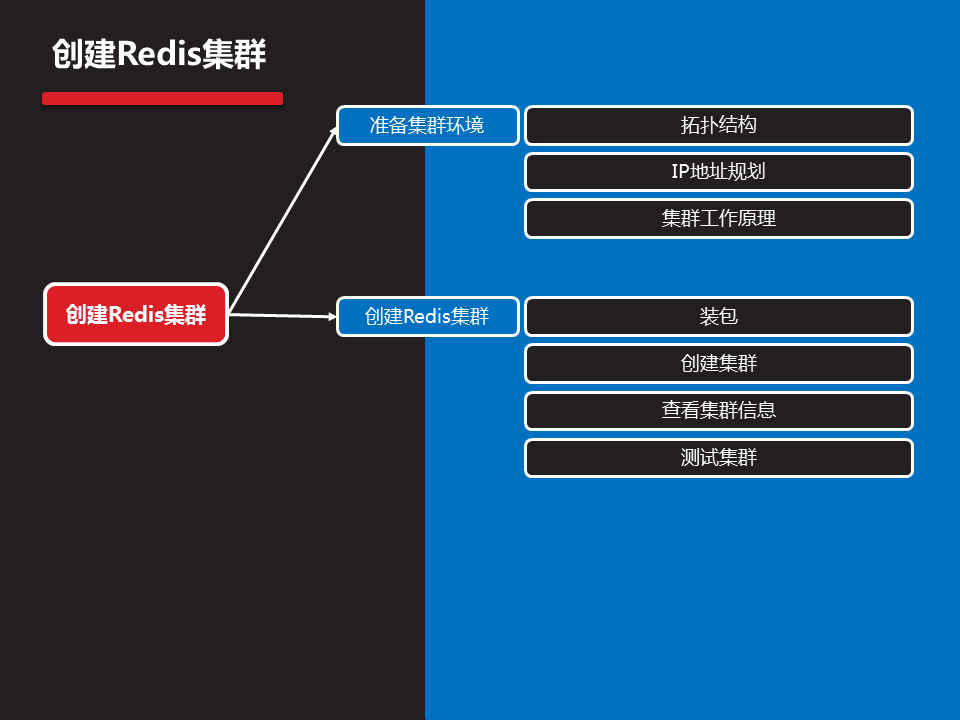 创建Redis集群
准备集群环境
拓扑结构
IP地址规划
集群工作原理
创建Redis集群
创建Redis集群
装包
创建集群
查看集群信息
测试集群